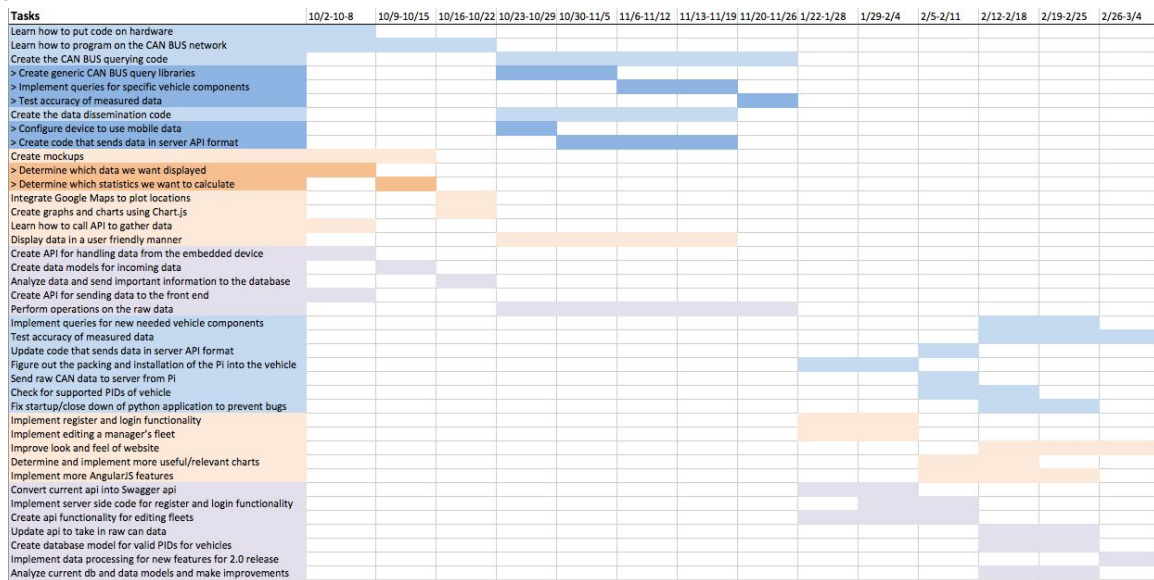 Tasks 10/2-10-8 10/9-10/15 10/16-10/22 10/23-10/29 10/30-11/5 11/6-11/12 11/13-11/19 11/20-11/26 1/22-1/28 1/29-2/4 2/5-2/11 2/12-2/18 2/19-2/25 2/26-3/4
Learn how to put code on hardware
Learn how to program on the CAN BUS network
Create the CAN BUS querying code
> Create generic CAN BUS query libraries
> Implement queries for specific vehicle components
> Test accuracy of measured data
Create the data dissemination code
> Configure device to use mobile data
> Create code that sends data in server API format
Create mockups
> Determine which data we want displayed
> Determine which statistics we want to calculate
Integrate Google Maps to plot locations
Create graphs and charts using Chart.js
Learn how to call API to gather data
Display data in a user friendly manner
Create API for handling data from the embedded device
Create data models for incoming data
Analyze data and send important information to the database
Create API for sending data to the front end
Perform operations on the raw data
Implement queries for new needed vehicle components
Test accuracy of measured data
Update code that sends data in server API format
Figure out the packing and installation of the Pi into the vehicle
Send raw CAN data to server from Pi
Check for supported PIDs of vehicle
Fix startup/close down of python application to prevent bugs
Implement register and login functionality
Implement editing a manager's fleet
Improve look and feel of website
Determine and implement more useful/relevant charts
Implement more AngularJS features
Convert current api into Swagger api
Implement server side code for register and login functionality
Create api functionality for editing fleets
Update api to take in raw can data
Create database model for valid PIDs for vehicles
Implement data processing for new features for 2.0 release
Analyze current db and data models and make improvements